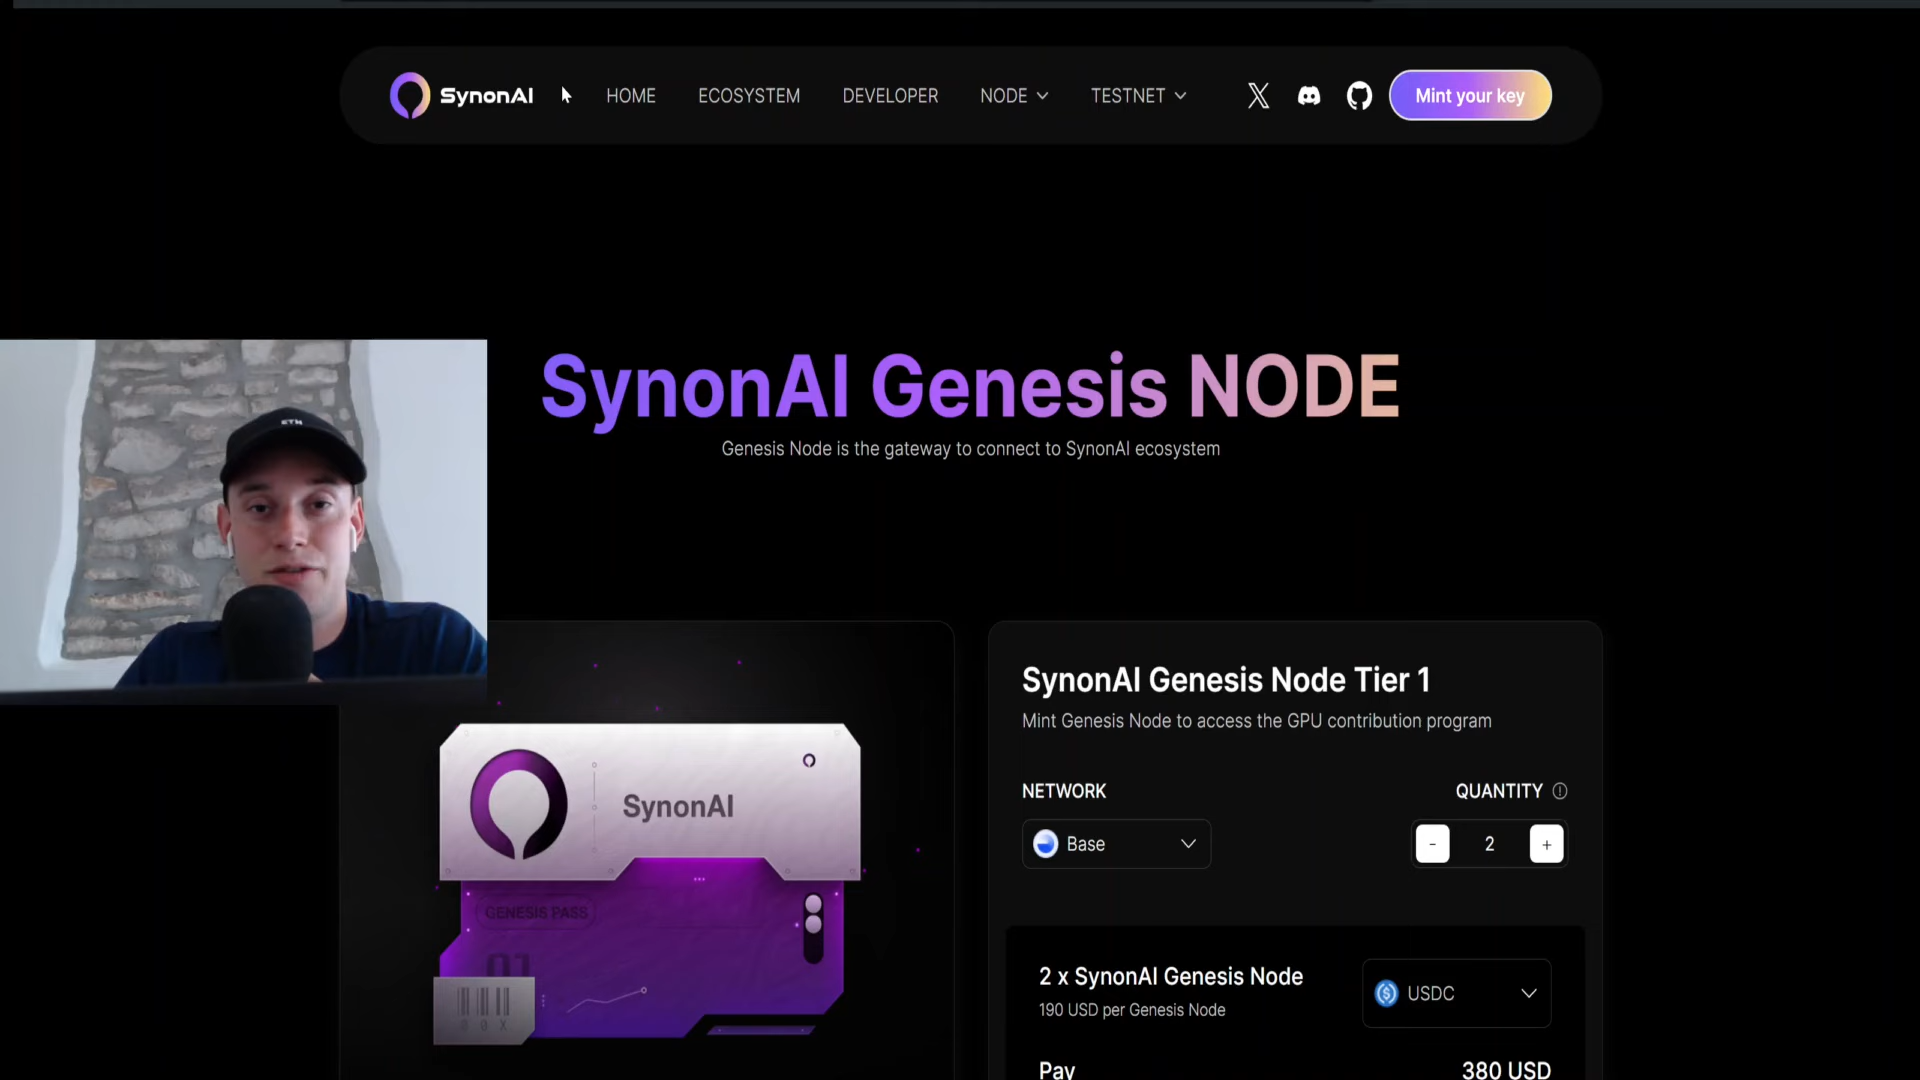 SynonAI
HOME
ECOSYSTEM
DEVELOPER
NODE
TESTNET
Mint your key
SynonAI Genesis NODE
Genesis Node is the gateway to connect to SynonAI ecosystem
ETH
SynonAI
GENESIS PASS
01
SynonAI Genesis Node Tier 1
Mint Genesis Node to access the GPU contribution program
NETWORK
QUANTITY
Base
- 2 +
2 x SynonAI Genesis Node
190 USD per Genesis Node
USDC
Pay
380 USD